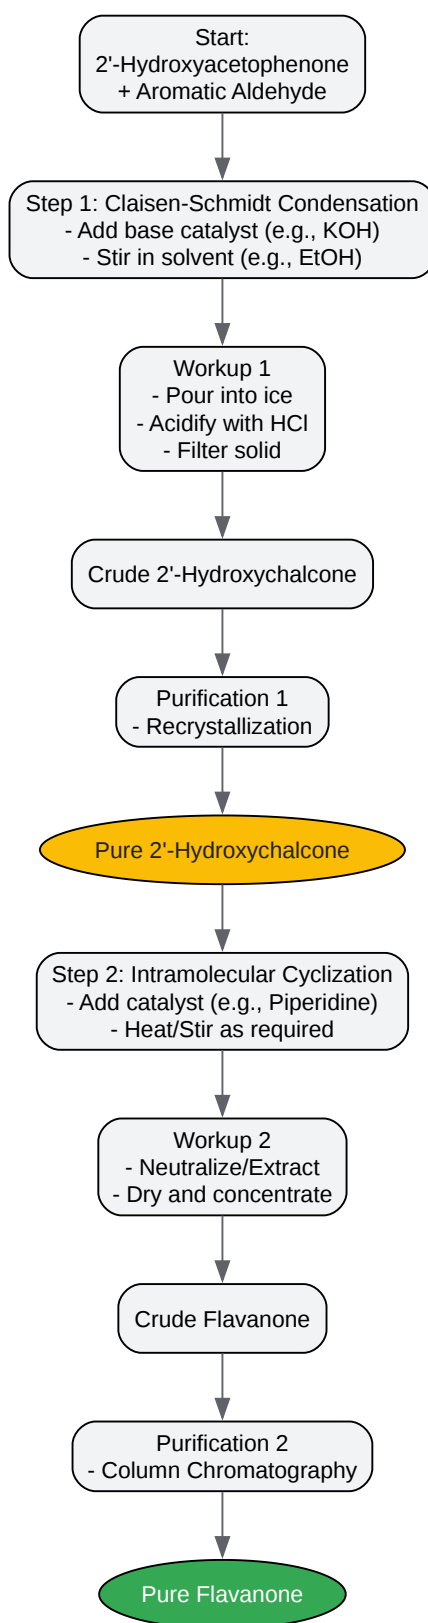 Start:
2'-Hydroxyacetophenone
+ Aromatic Aldehyde
Step 1: Claisen-Schmidt Condensation
- Add base catalyst (e.g., KOH)
- Stir in solvent (e.g., EtOH)
Workup 1
- Pour into ice
- Acidify with HCl
- Filter solid
Crude 2'-Hydroxychalcone
Purification 1
- Recrystallization
Pure 2'-Hydroxychalcone
Step 2: Intramolecular Cyclization
- Add catalyst (e.g., Piperidine)
- Heat/Stir as required
Workup 2
- Neutralize/Extract
- Dry and concentrate
Crude Flavanone
Purification 2
- Column Chromatography
Pure Flavanone